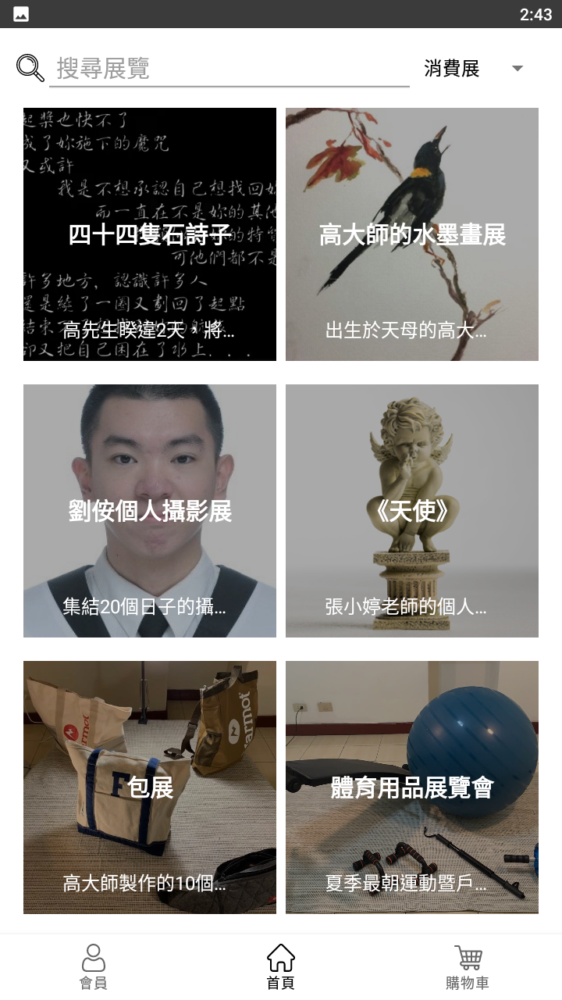 2:43
搜尋展覽
消費展
起槳也快不了
成了妳施下的魔咒
又或許
我是不想承認自己想找回妳
而一直在不是妳的其他
的特質
可他們都不是
許多地方，認識許多人
還是繞了一圈又劃回了起點
結束
卻又把自己困在了水上...
四十四隻石詩子
高先生睽違2天，將...
高大師的水墨畫展
出生於天母的高大...
劉侒個人攝影展
集結20個日子的攝...
《天使》
張小婷老師的個人...
armot
armot
F
包展
高大師製作的10個...
體育用品展覽會
夏季最朝運動暨戶...
會員
首頁
購物車